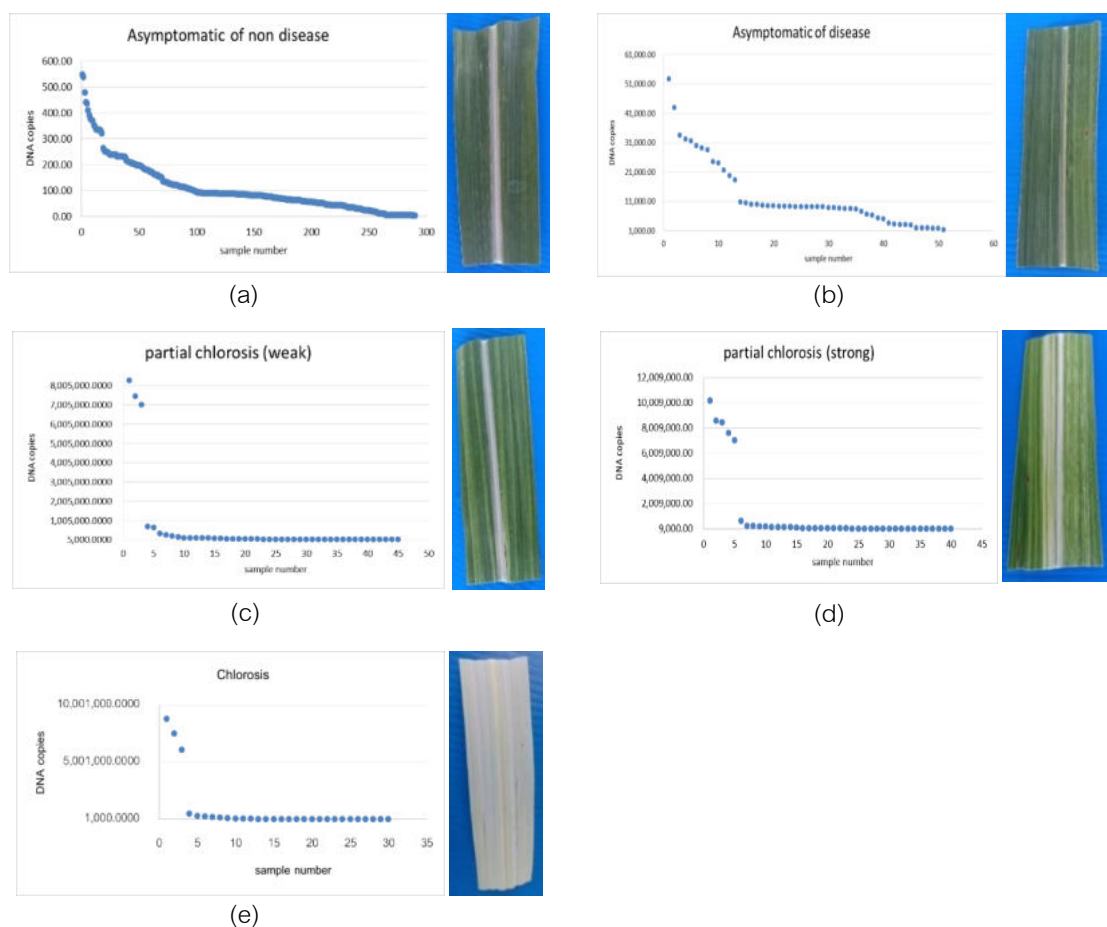 Asymptomatic of non disease
600.00
500.00
400.00
300.00
200.00
100.00
0.00
0 50 100 150 200 250 300
DNA copies
sample number
(a)
Asymptomatic of disease
61,000.00
51,000.00
41,000.00
31,000.00
21,000.00
11,000.00
1,000.00
0 10 20 30 40 50 60
DNA copies
sample number
(b)
partial chlorosis (weak)
8,005,000.0000
7,005,000.0000
6,005,000.0000
5,005,000.0000
4,005,000.0000
3,005,000.0000
2,005,000.0000
1,005,000.0000
5,000.0000
0 5 10 15 20 25 30 35 40 45 50
DNA copies
sample number
(c)
partial chlorosis (strong)
12,009,000.00
10,009,000.00
8,009,000.00
6,009,000.00
4,009,000.00
2,009,000.00
9,000.00
0 5 10 15 20 25 30 35 40 45
DNA copies
sample number
(d)
Chlorosis
10,001,000.0000
5,001,000.0000
1,000.0000
0 5 10 15 20 25 30 35
DNA copies
sample number
(e)